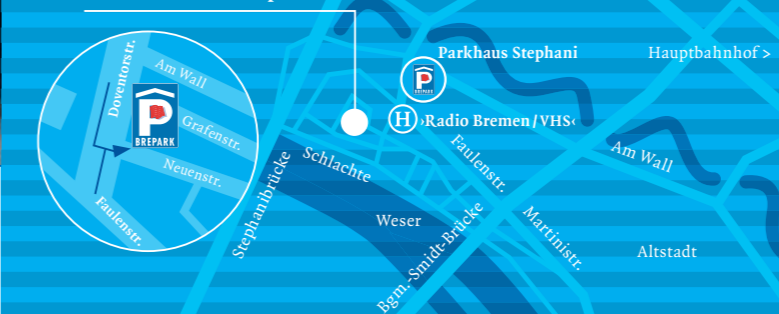 Parkhaus Stephani
Hauptbahnhof >
Doventorstr.
Am Wall
P
BREPARK
Grafenstr.
Neuenstr.
Faulenstr.
P
BREPARK
H ›Radio Bremen / VHS‹
Schlachte
Faulenstr.
Am Wall
Stephanibrücke
Weser
Bgm.-Smidt-Brücke
Martinistr.
Altstadt